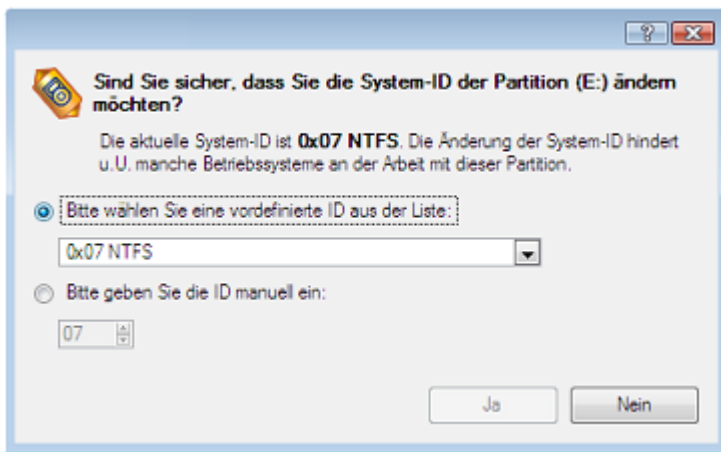 Sind Sie sicher, dass Sie die System-ID der Partition (E:) ändern
möchten?
Die aktuelle System-ID ist 0x07 NTFS. Die Änderung der System-ID hindert
u.U. manche Betriebssysteme an der Arbeit mit dieser Partition.
Bitte wählen Sie eine vordefinierte ID aus der Liste:
0x07 NTFS
Bitte geben Sie die ID manuell ein:
07
Ja Nein